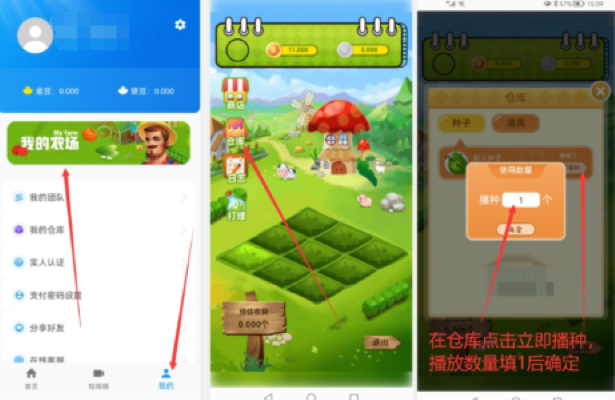 金豆: 0.000
银豆: 0.000
My Farm
我的农场
我的团队
我的仓库
实人认证
支付密码设置
分享好友
在线客服
首页
短视频
我的
11.000
0.000
商店
仓库
日志
打理
预估收益
0.000个
退出
57%
15:09
0.000
仓库
种子
道具
使用数量
播种
1
个
确定
在仓库点击立即播种,
播放数量填1后确定